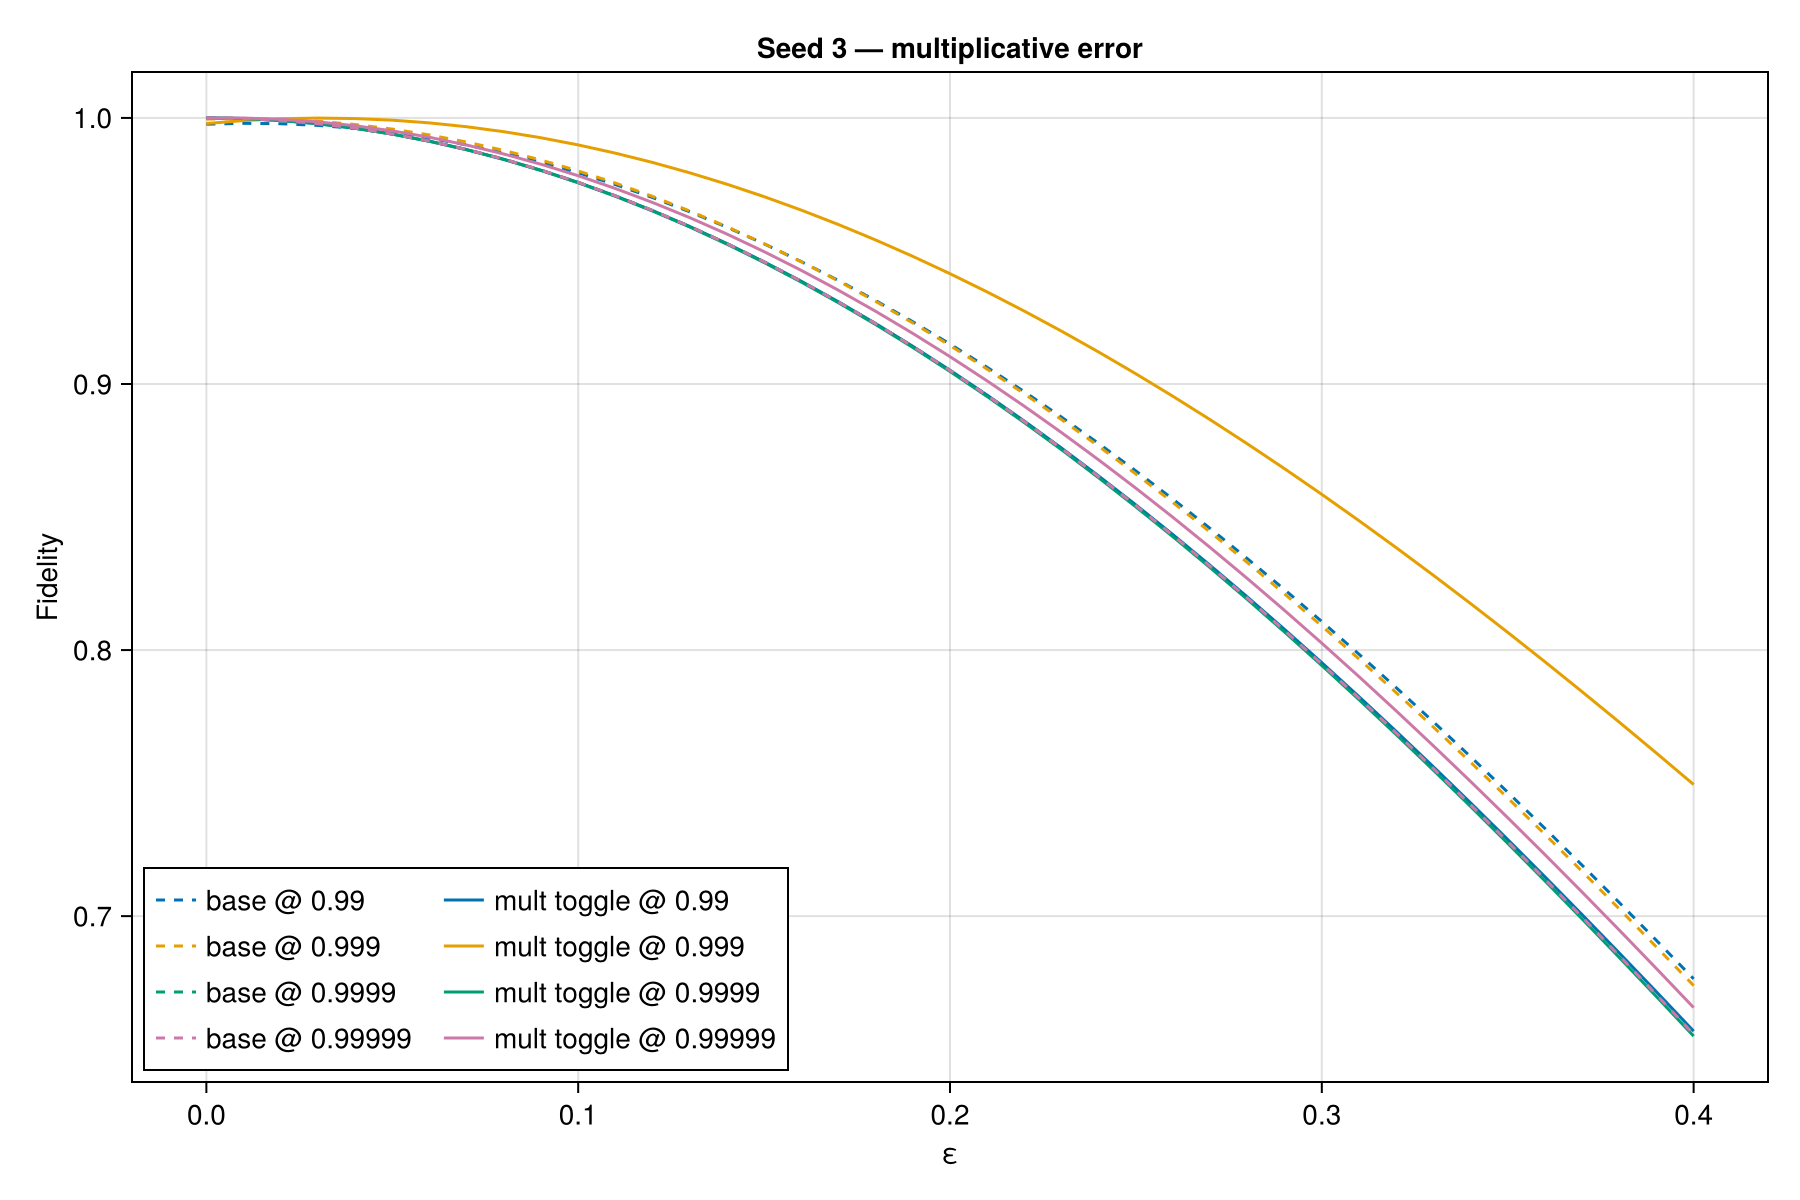 Seed 3 — multiplicative error
1.0
0.9
0.8
0.7
Fidelity
base @ 0.99
mult toggle @ 0.99
base @ 0.999
mult toggle @ 0.999
base @ 0.9999
mult toggle @ 0.9999
base @ 0.99999
mult toggle @ 0.99999
0.0
0.1
0.2
0.3
0.4
ε